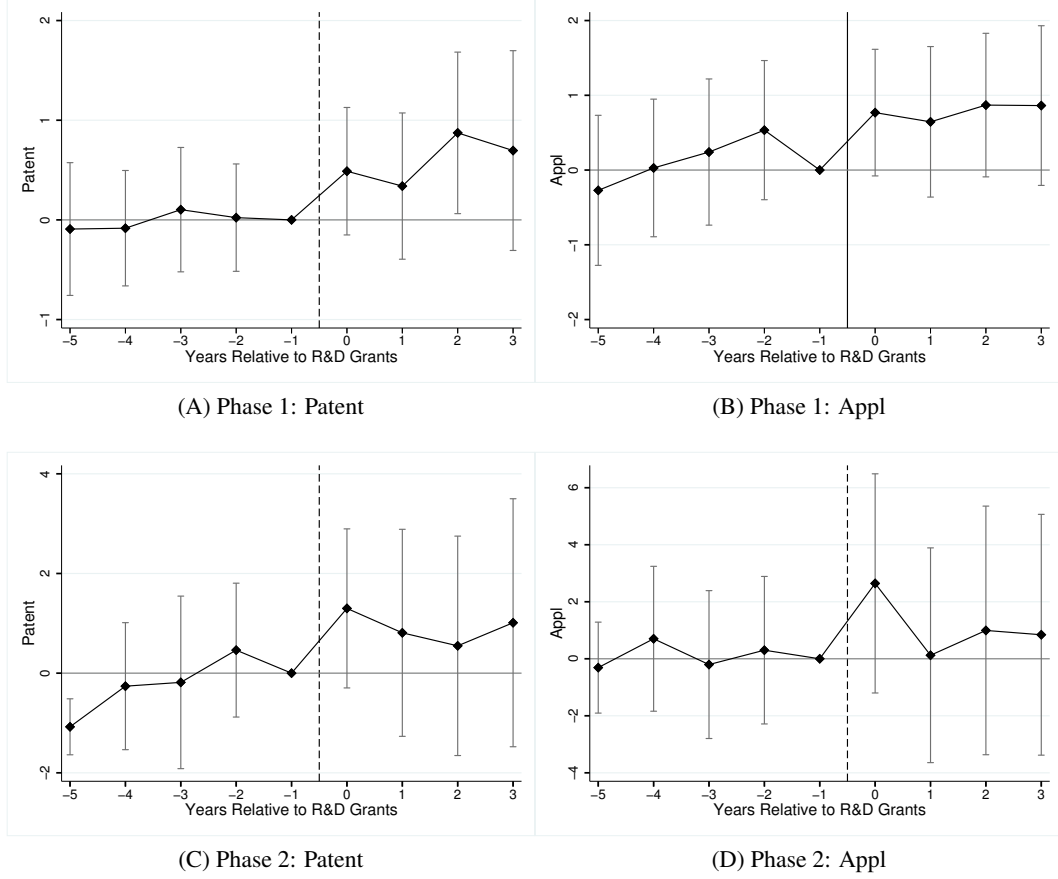 2
1
0
−1
Patent
−5 −4 −3 −2 −1 0 1 2 3
Years Relative to R&D Grants
(A) Phase 1: Patent
2
1
0
−1
−2
Appl
−5 −4 −3 −2 −1 0 1 2 3
Years Relative to R&D Grants
(B) Phase 1: Appl
4
2
0
−2
Patent
−5 −4 −3 −2 −1 0 1 2 3
Years Relative to R&D Grants
(C) Phase 2: Patent
6
4
2
0
−2
−4
Appl
−5 −4 −3 −2 −1 0 1 2 3
Years Relative to R&D Grants
(D) Phase 2: Appl